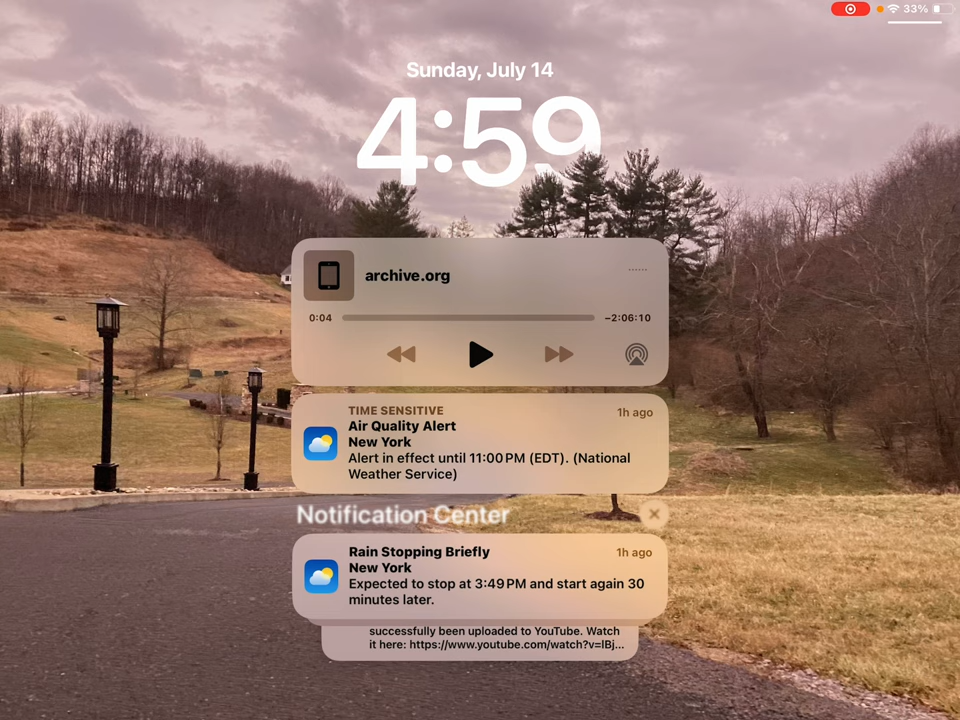 33%
Sunday, July 14
4:59
archive.org
0:04
−2:06:10
TIME SENSITIVE
1h ago
Air Quality Alert
New York
Alert in effect until 11:00 PM (EDT). (National
Weather Service)
Notification Center
Rain Stopping Briefly
1h ago
New York
Expected to stop at 3:49 PM and start again 30
minutes later.
successfully been uploaded to YouTube. Watch
it here: https://www.youtube.com/watch?v=IBj...